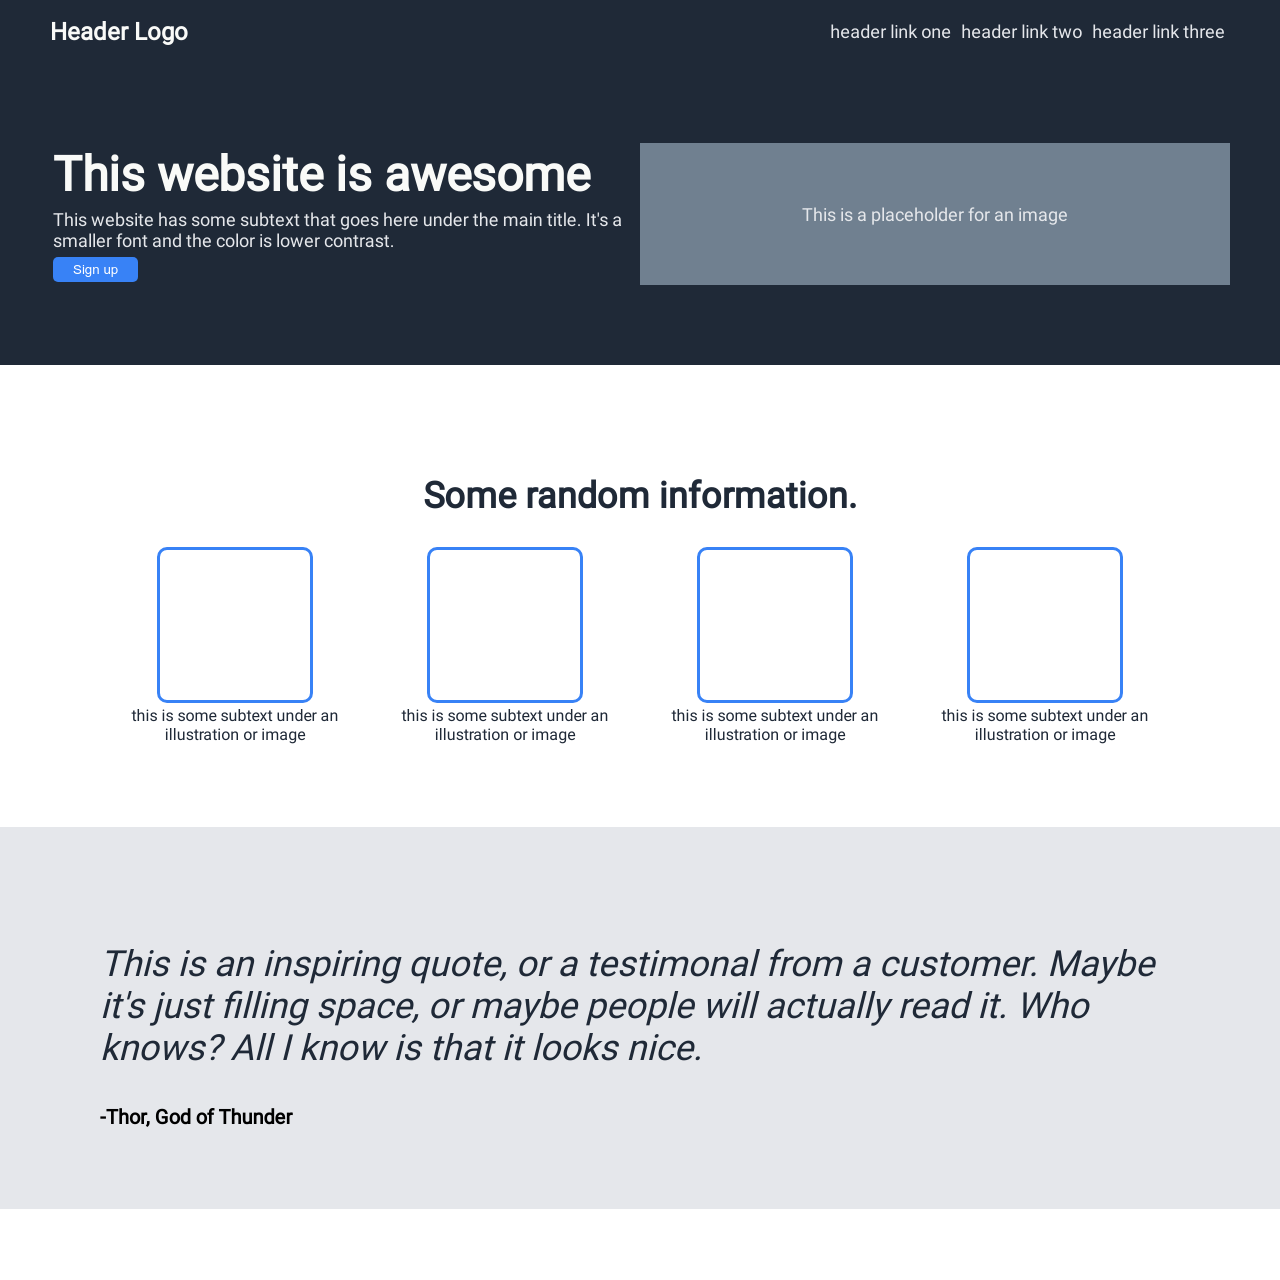 Header Logo
header link one header link two header link three
This website is awesome
This website has some subtext that goes here under the main title. It's a
smaller font and the color is lower contrast.
Sign up
This is a placeholder for an image
Some random information.
this is some subtext under an
illustration or image
this is some subtext under an
illustration or image
this is some subtext under an
illustration or image
this is some subtext under an
illustration or image
This is an inspiring quote, or a testimonal from a customer. Maybe
it's just filling space, or maybe people will actually read it. Who
knows? All I know is that it looks nice.
-Thor, God of Thunder